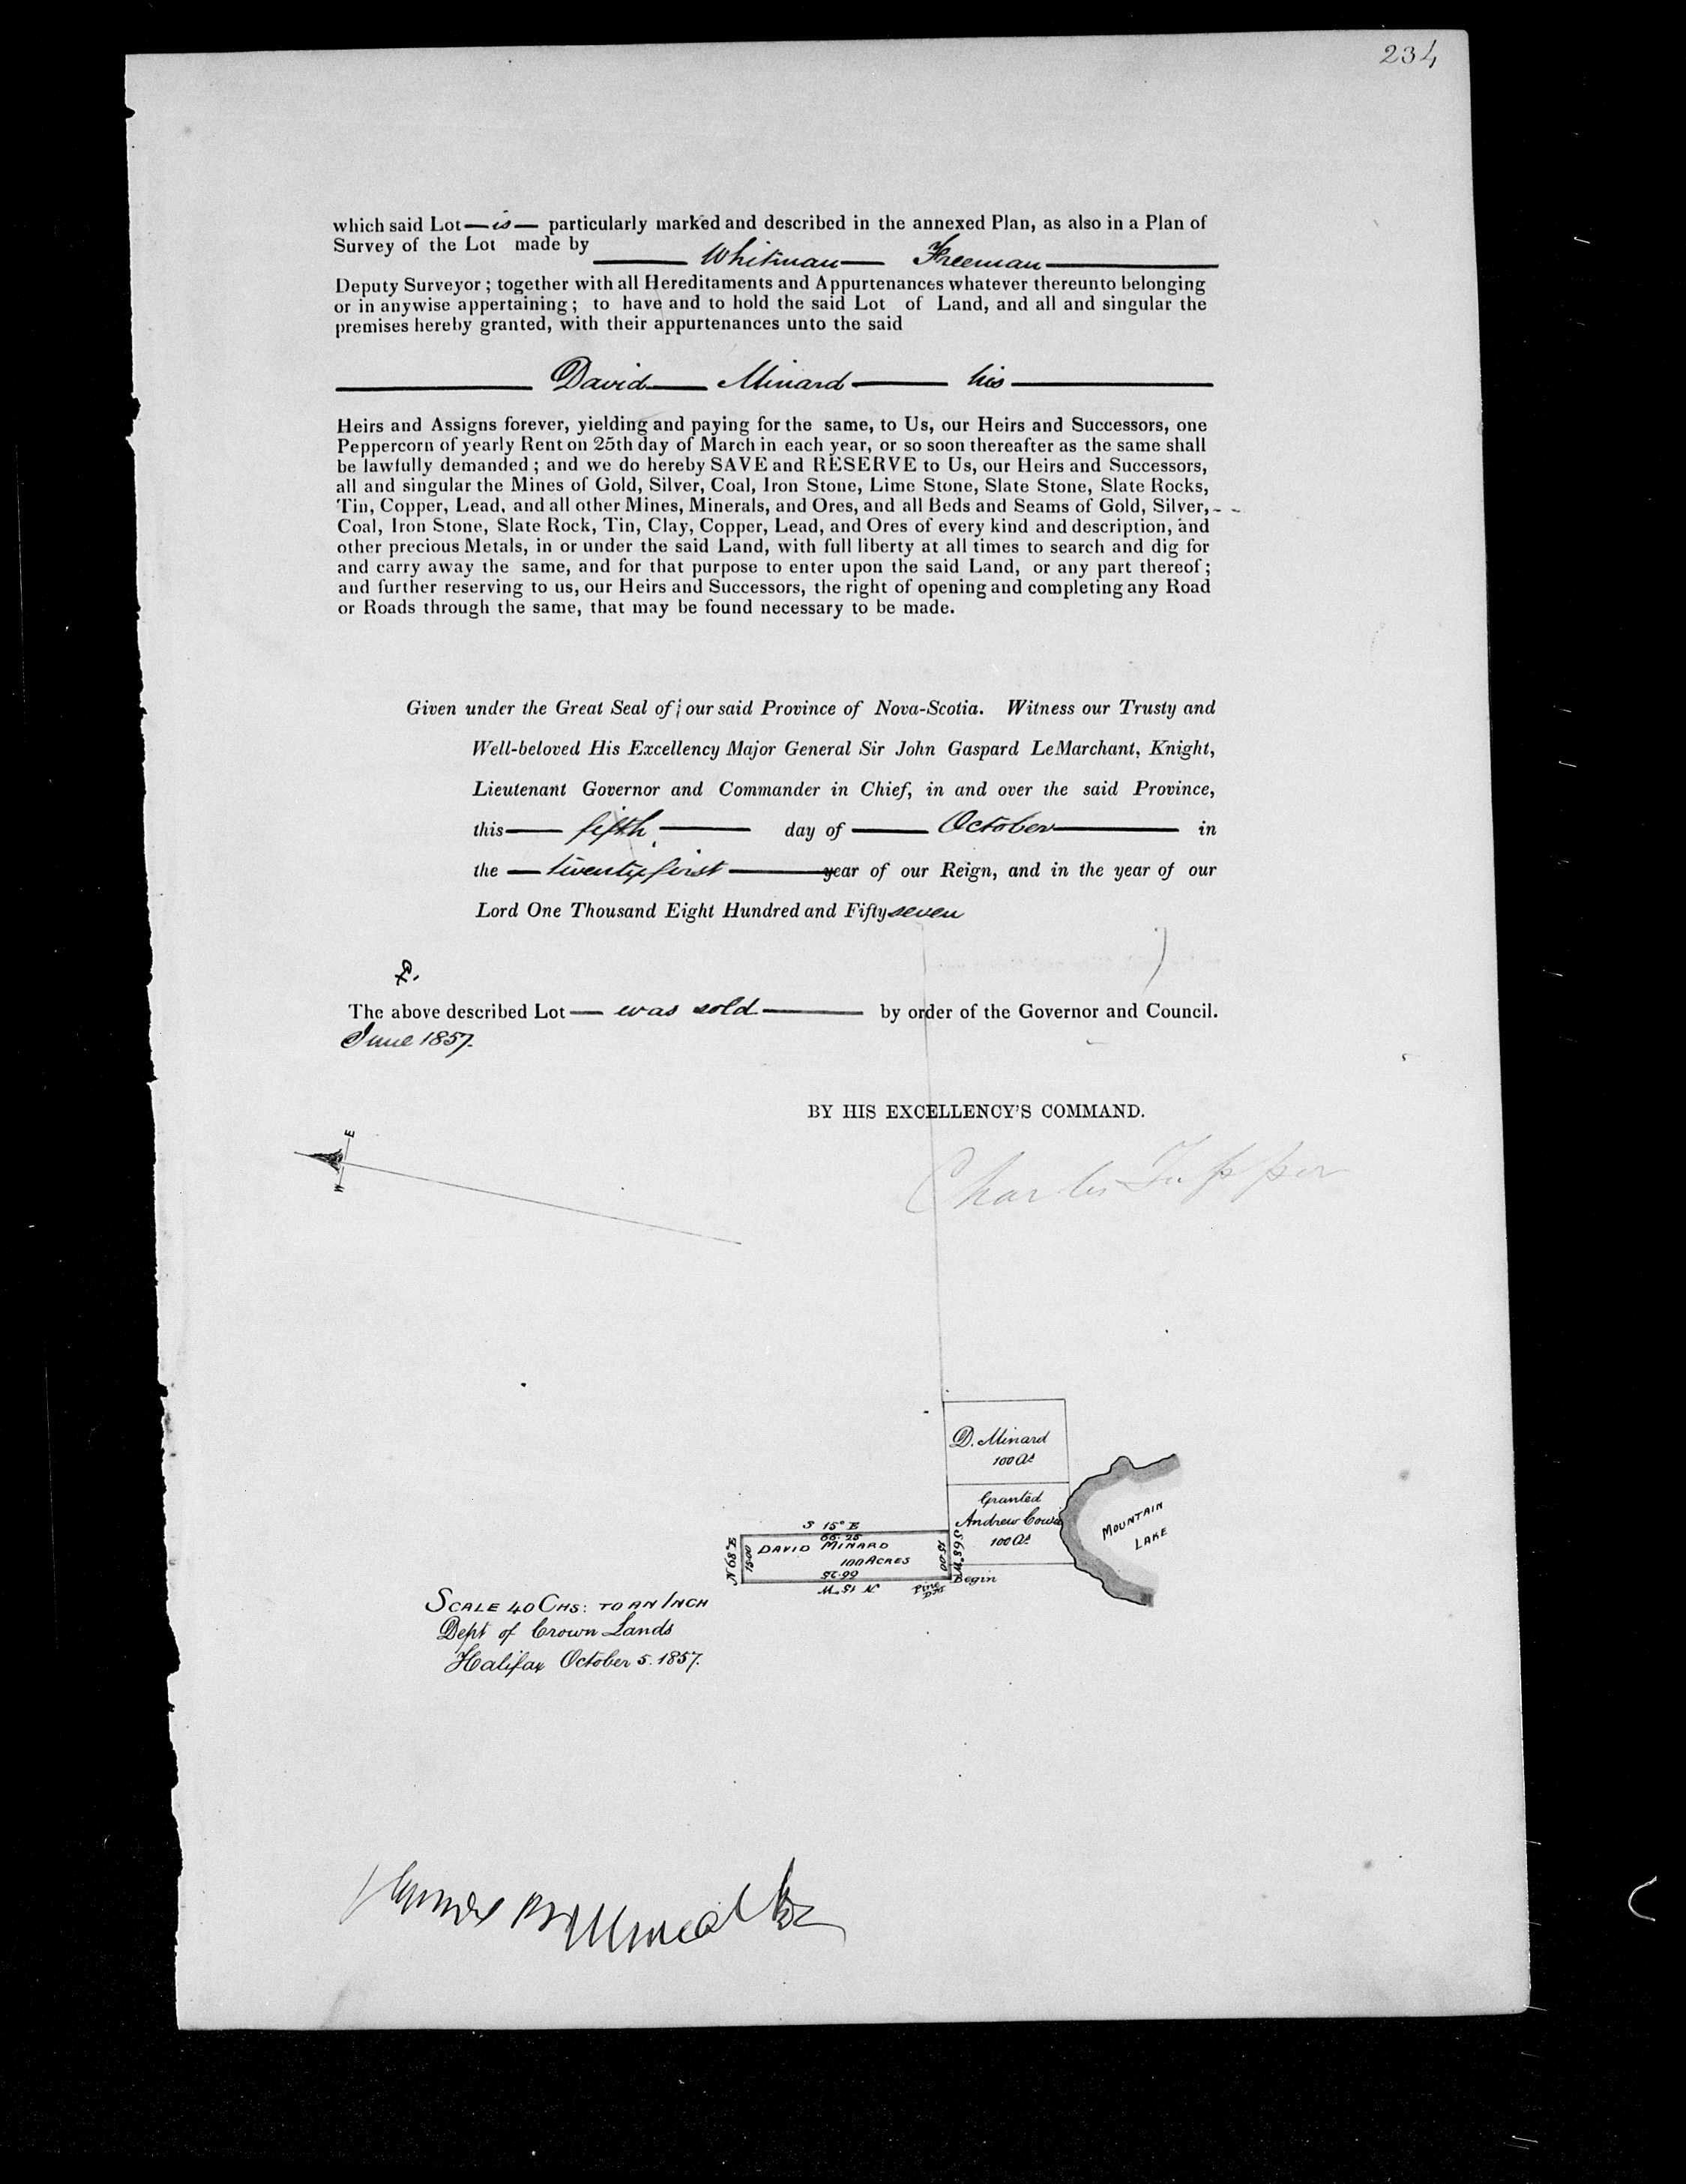 234
which said Lot — is — particularly marked and described in the annexed Plan, as also in a Plan of
Survey of the Lot made by Whitman Freeman
Deputy Surveyor ; together with all Hereditaments and Appurtenances whatever thereunto belonging
or in anywise appertaining ; to have and to hold the said Lot of Land, and all and singular the
premises hereby granted, with their appurtenances unto the said
David Minard his
Heirs and Assigns forever, yielding and paying for the same, to Us, our Heirs and Successors, one
Peppercorn of yearly Rent on 25th day of March in each year, or so soon thereafter as the same shall
be lawfully demanded ; and we do hereby SAVE and RESERVE to Us, our Heirs and Successors,
all and singular the Mines of Gold, Silver, Coal, Iron Stone, Lime Stone, Slate Stone, Slate Rocks,
Tin, Copper, Lead, and all other Mines, Minerals, and Ores, and all Beds and Seams of Gold, Silver,
Coal, Iron Stone, Slate Rock, Tin, Clay, Copper, Lead, and Ores of every kind and description, and
other precious Metals, in or under the said Land, with full liberty at all times to search and dig for
and carry away the same, and for that purpose to enter upon the said Land, or any part thereof ;
and further reserving to us, our Heirs and Successors, the right of opening and completing any Road
or Roads through the same, that may be found necessary to be made.
Given under the Great Seal of our said Province of Nova-Scotia. Witness our Trusty and
Well-beloved His Excellency Major General Sir John Gaspard LeMarchant, Knight,
Lieutenant Governor and Commander in Chief, in and over the said Province,
this — fifth — day of — October — in
the — twenty first — year of our Reign, and in the year of our
Lord One Thousand Eight Hundred and Fifty seven
£.
The above described Lot — was sold — by order of the Governor and Council.
June 1857.
BY HIS EXCELLENCY'S COMMAND.
E
W
Charles Tupper
D. Minard
100 As
Granted
Andrew Cowie
100 As
MOUNTAIN
LAKE
S 15° E
66.25
DAVID MINARD
100 ACRES
66.25
N 15 W
N 68° E
15.00
15.00
S 68° W
Pine
Begin
SCALE 40 CHS: TO AN INCH
Dept of Crown Lands
Halifax October 5. 1857.